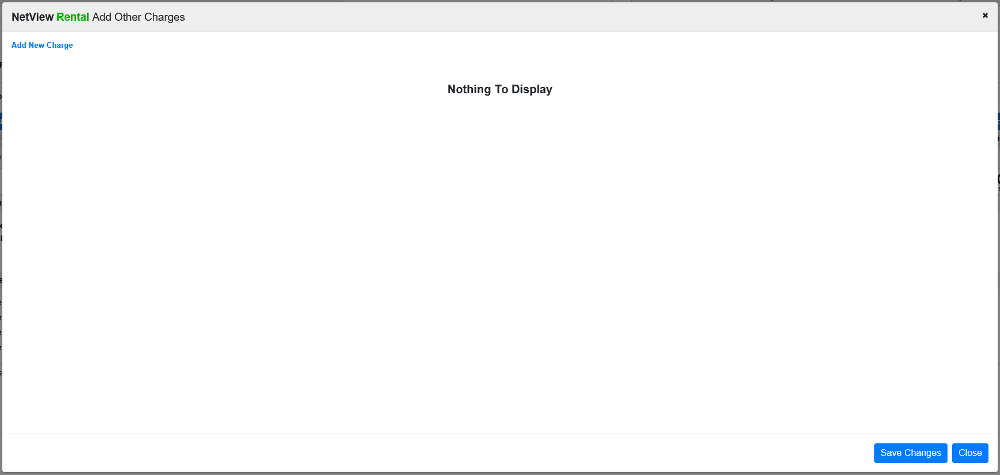 NetView Rental Add Other Charges
Add New Charge
Nothing To Display
Save Changes Close